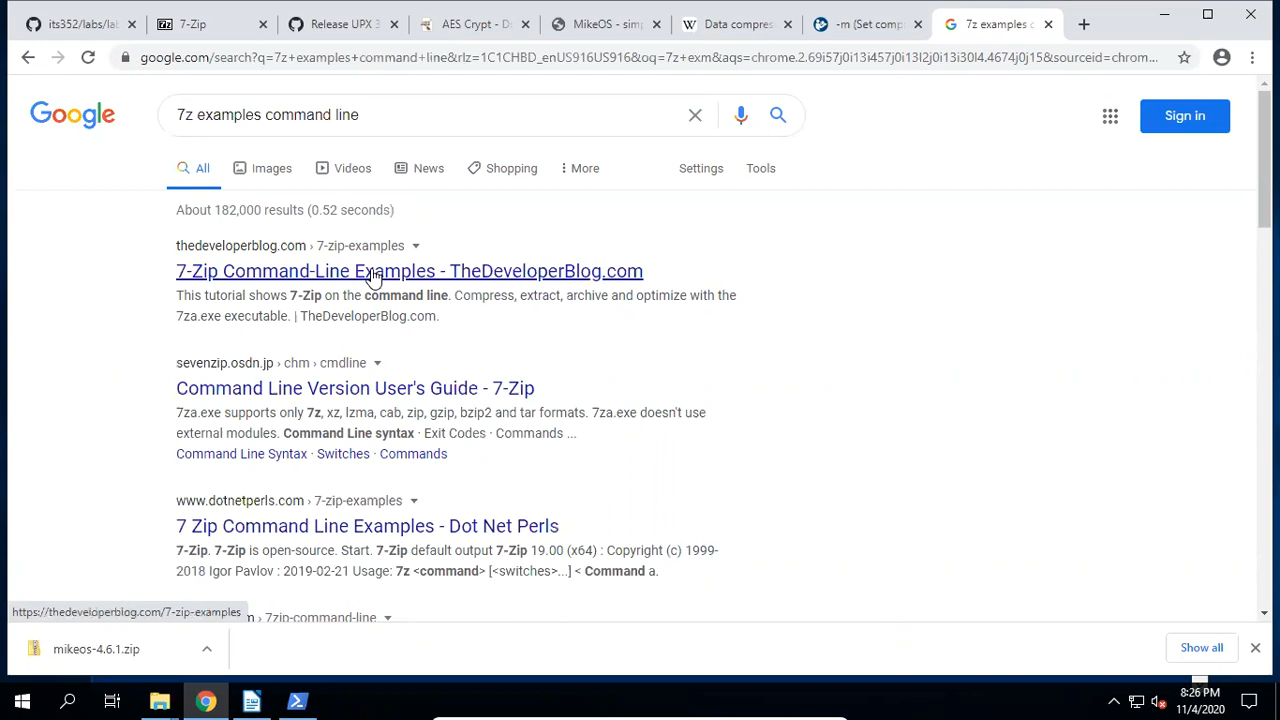 its352/labs/lab
7-Zip
Release UPX 3
AES Crypt - Do
MikeOS - simp
Data compres
-m (Set comp
7z examples c
google.com/search?q=7z+examples+command+line&rlz=1C1CHBD_enUS916US916&oq=7z+exm&aqs=chrome.2.69i57j0i13i457j0i13l2j0i13i30l4.4674j0j15&sourceid=chrom...
Google
7z examples command line
Sign in
All
Images
Videos
News
Shopping
More
Settings
Tools
About 182,000 results (0.52 seconds)
thedeveloperblog.com › 7-zip-examples
7-Zip Command-Line Examples - TheDeveloperBlog.com
This tutorial shows 7-Zip on the command line. Compress, extract, archive and optimize with the
7za.exe executable. | TheDeveloperBlog.com.
sevenzip.osdn.jp › chm › cmdline
Command Line Version User's Guide - 7-Zip
7za.exe supports only 7z, xz, lzma, cab, zip, gzip, bzip2 and tar formats. 7za.exe doesn't use
external modules. Command Line syntax · Exit Codes · Commands ...
Command Line Syntax · Switches · Commands
www.dotnetperls.com › 7-zip-examples
7 Zip Command Line Examples - Dot Net Perls
7-Zip. 7-Zip is open-source. Start. 7-Zip default output 7-Zip 19.00 (x64) : Copyright (c) 1999-
2018 Igor Pavlov : 2019-02-21 Usage: 7z <command> [<switches>...] < Command a.
https://thedeveloperblog.com/7-zip-examples
m › 7zip-command-line
mikeos-4.6.1.zip
Show all
8:26 PM
11/4/2020